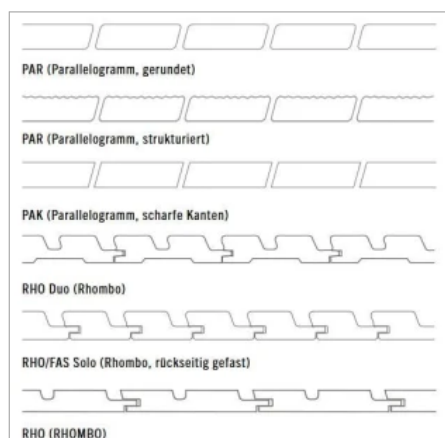 PAR (Parallelogramm, gerundet)
PAR (Parallelogramm, strukturiert)
PAK (Parallelogramm, scharfe Kanten)
RHO Duo (Rhombo)
RHO/FAS Solo (Rhombo, rückseitig gefast)
RHO (RHOMBO)